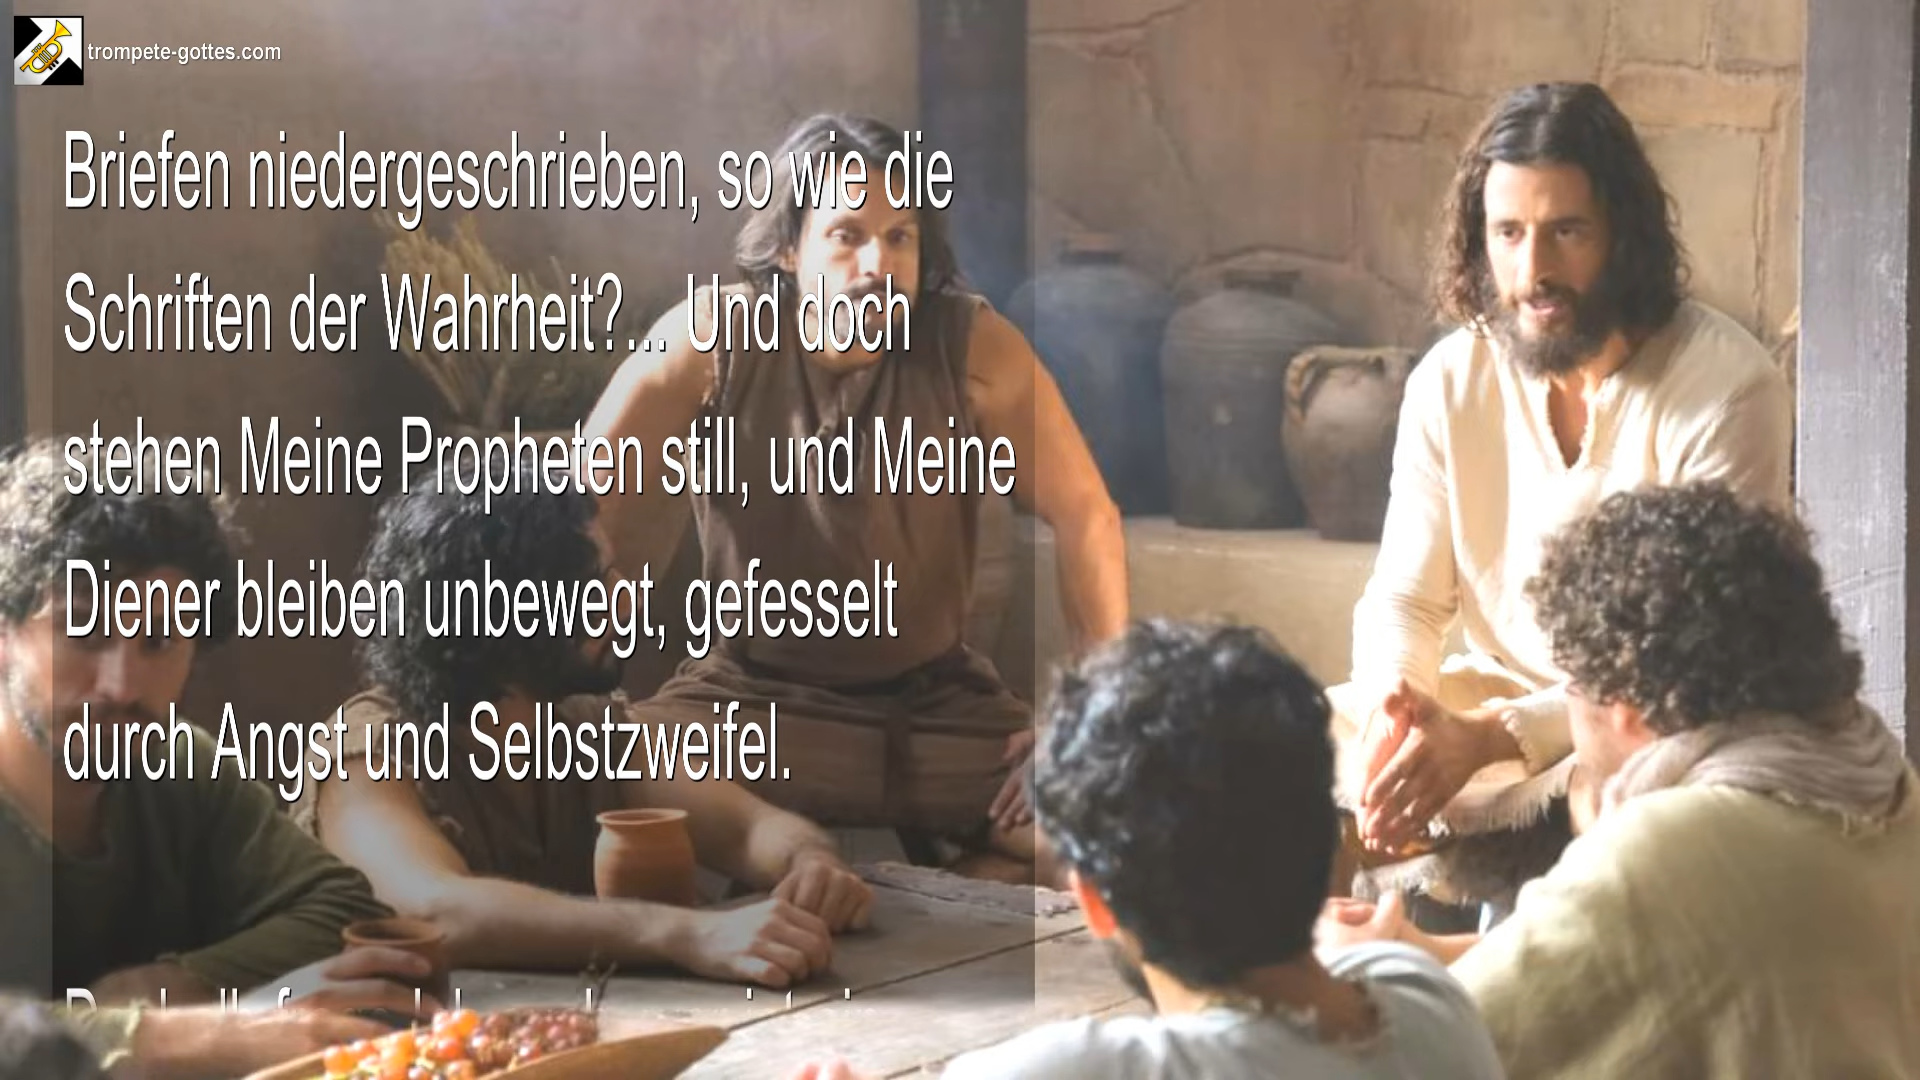 trompete-gottes.com
Briefen niedergeschrieben, so wie die
Schriften der Wahrheit?... Und doch
stehen Meine Propheten still, und Meine
Diener bleiben unbewegt, gefesselt
durch Angst und Selbstzweifel.